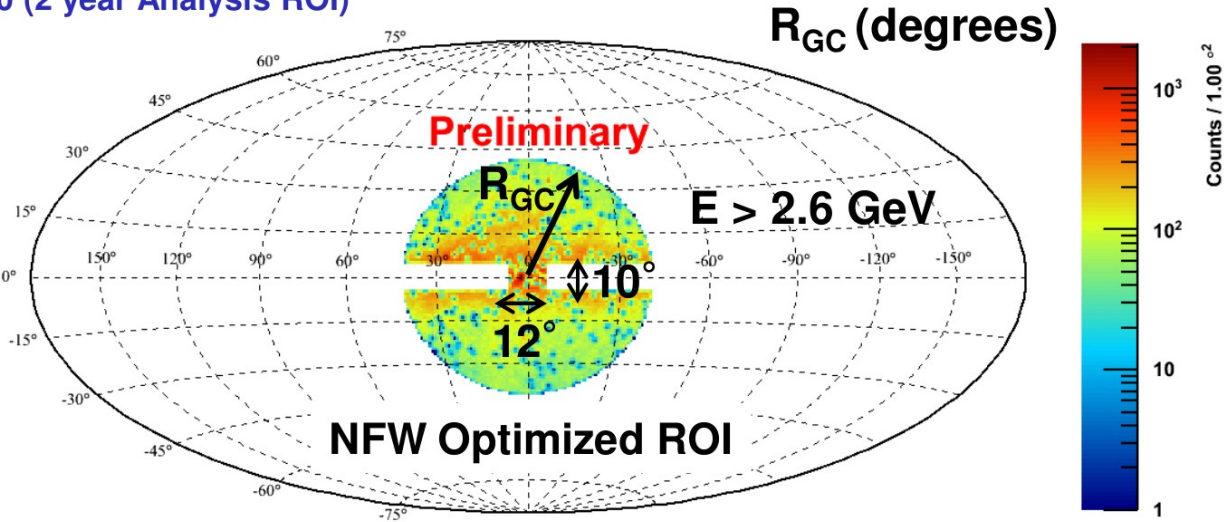 0 (2 year Analysis ROI)
R_GC (degrees)
75°
60°
45°
30°
15°
0°
-15°
-30°
-45°
-60°
-75°
150° 120° 90° 60° 30° 0° -30° -60° -90° -120° -150°
Preliminary
R_GC
E > 2.6 GeV
10°
12°
NFW Optimized ROI
10³
10²
10
1
Counts / 1.00 °²